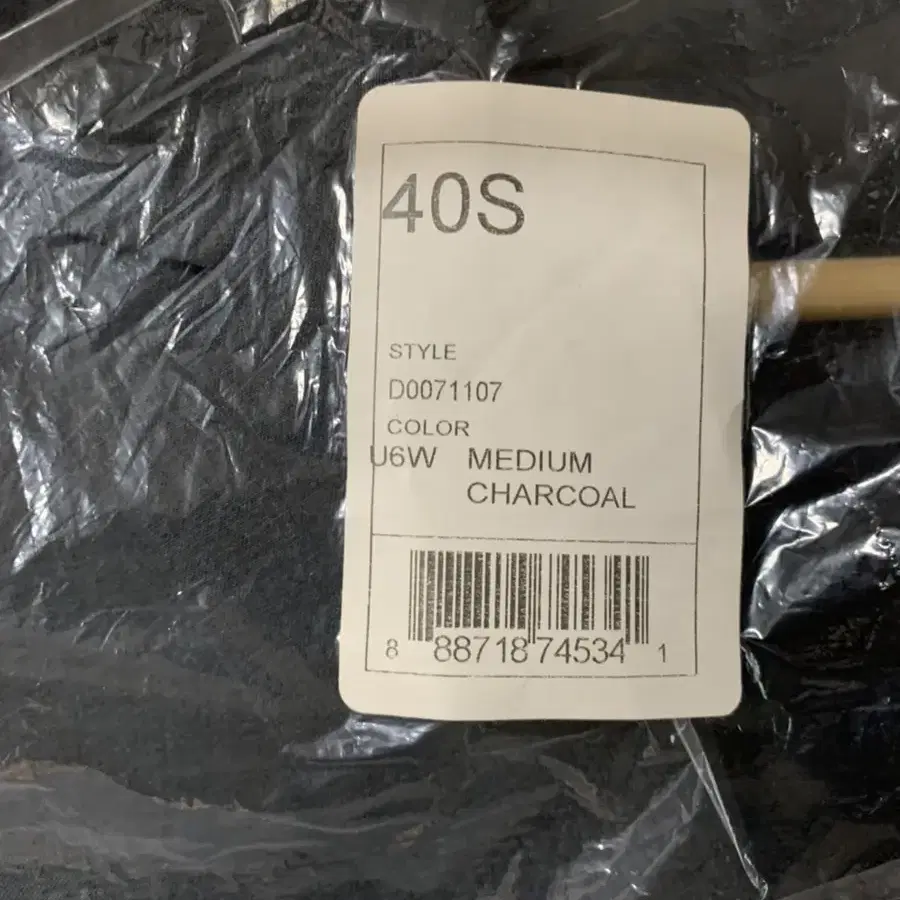 40S
STYLE
D0071107
COLOR
U6W MEDIUM
CHARCOAL
8 88718 74534 1